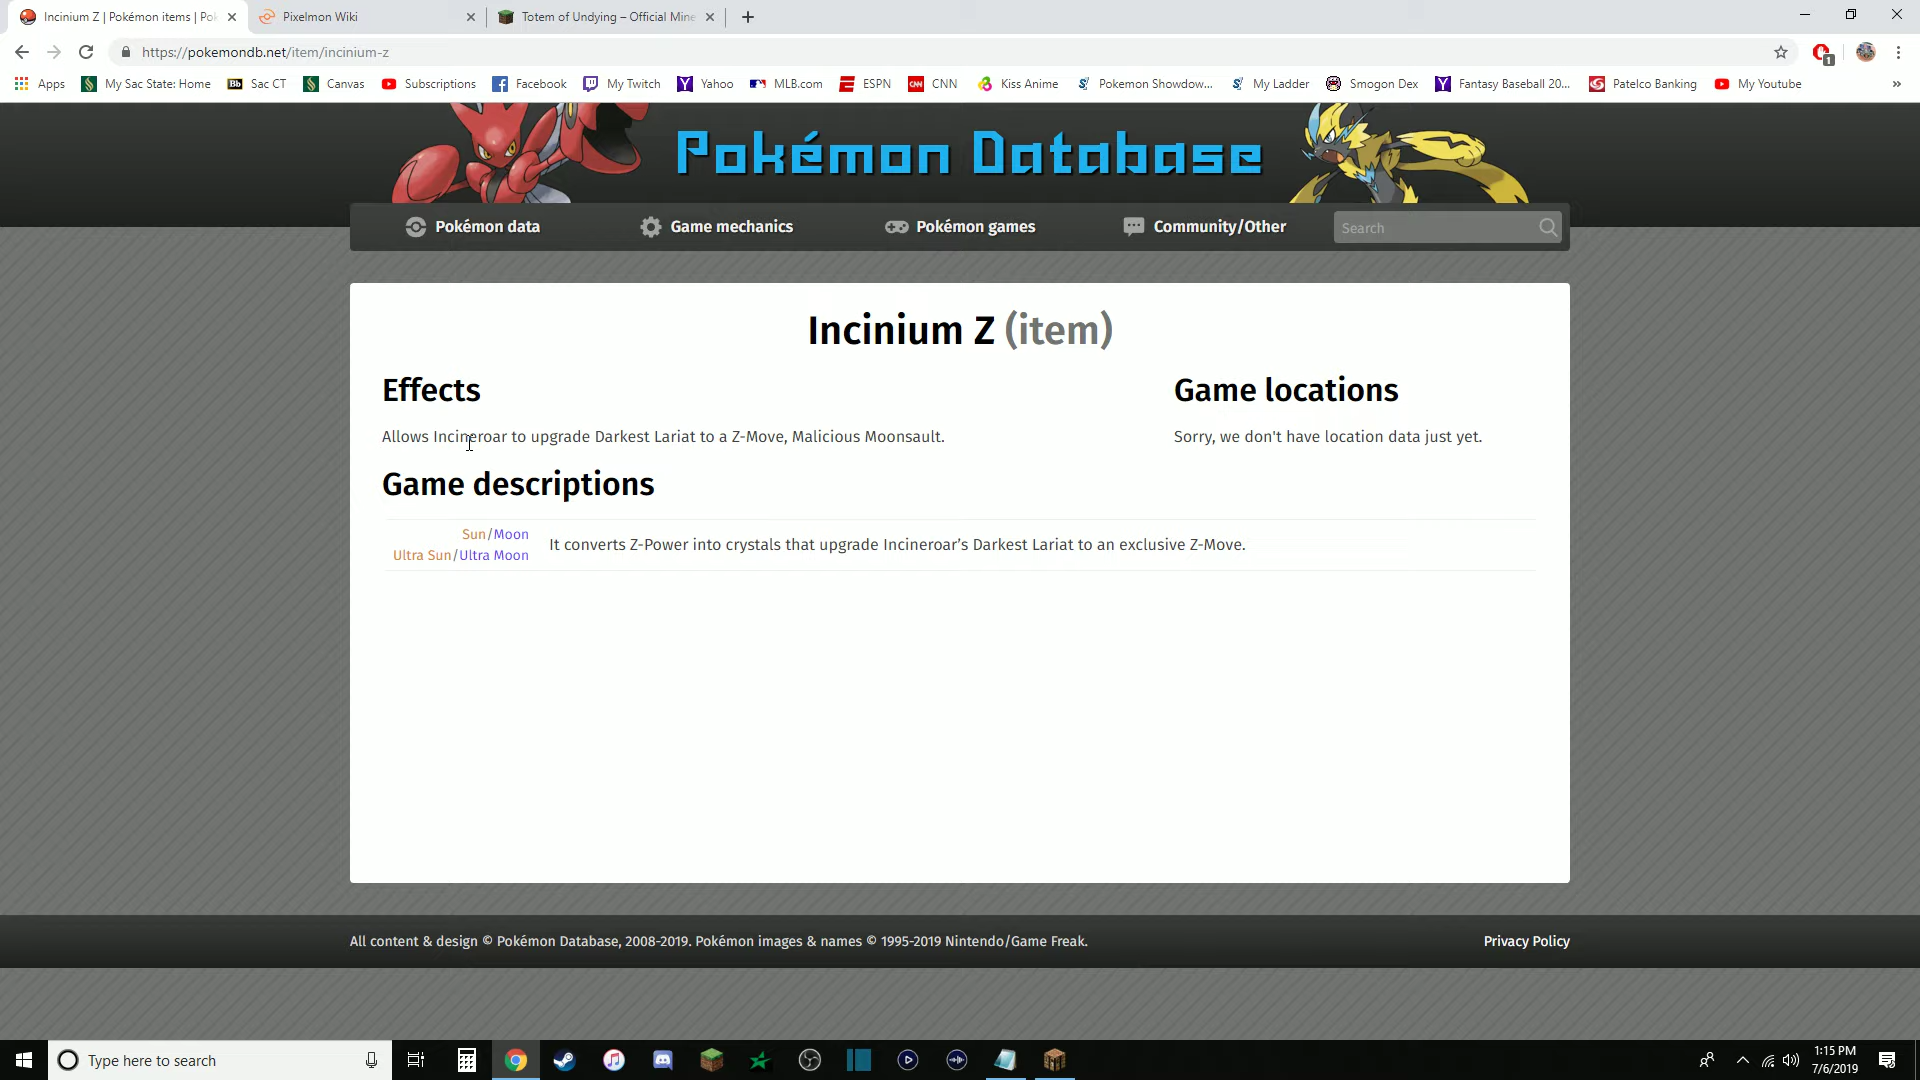 Incinium Z | Pokémon items | Pok
Pixelmon Wiki
Totem of Undying – Official Mine
https://pokemondb.net/item/incinium-z
1
Apps
My Sac State: Home
Bb Sac CT
Canvas
Subscriptions
Facebook
My Twitch
Yahoo
MLB.com
ESPN
CNN CNN
Kiss Anime
Pokemon Showdow...
My Ladder
Smogon Dex
Fantasy Baseball 20...
Patelco Banking
My Youtube
»
Pokémon Database
Pokémon data
Game mechanics
Pokémon games
Community/Other
Search
Incinium Z (item)
Effects
Allows Incineroar to upgrade Darkest Lariat to a Z-Move, Malicious Moonsault.
Game locations
Sorry, we don't have location data just yet.
Game descriptions
Sun/Moon
Ultra Sun/Ultra Moon
It converts Z-Power into crystals that upgrade Incineroar’s Darkest Lariat to an exclusive Z-Move.
All content & design © Pokémon Database, 2008-2019. Pokémon images & names © 1995-2019 Nintendo/Game Freak.
Privacy Policy
Type here to search
1:15 PM
7/6/2019